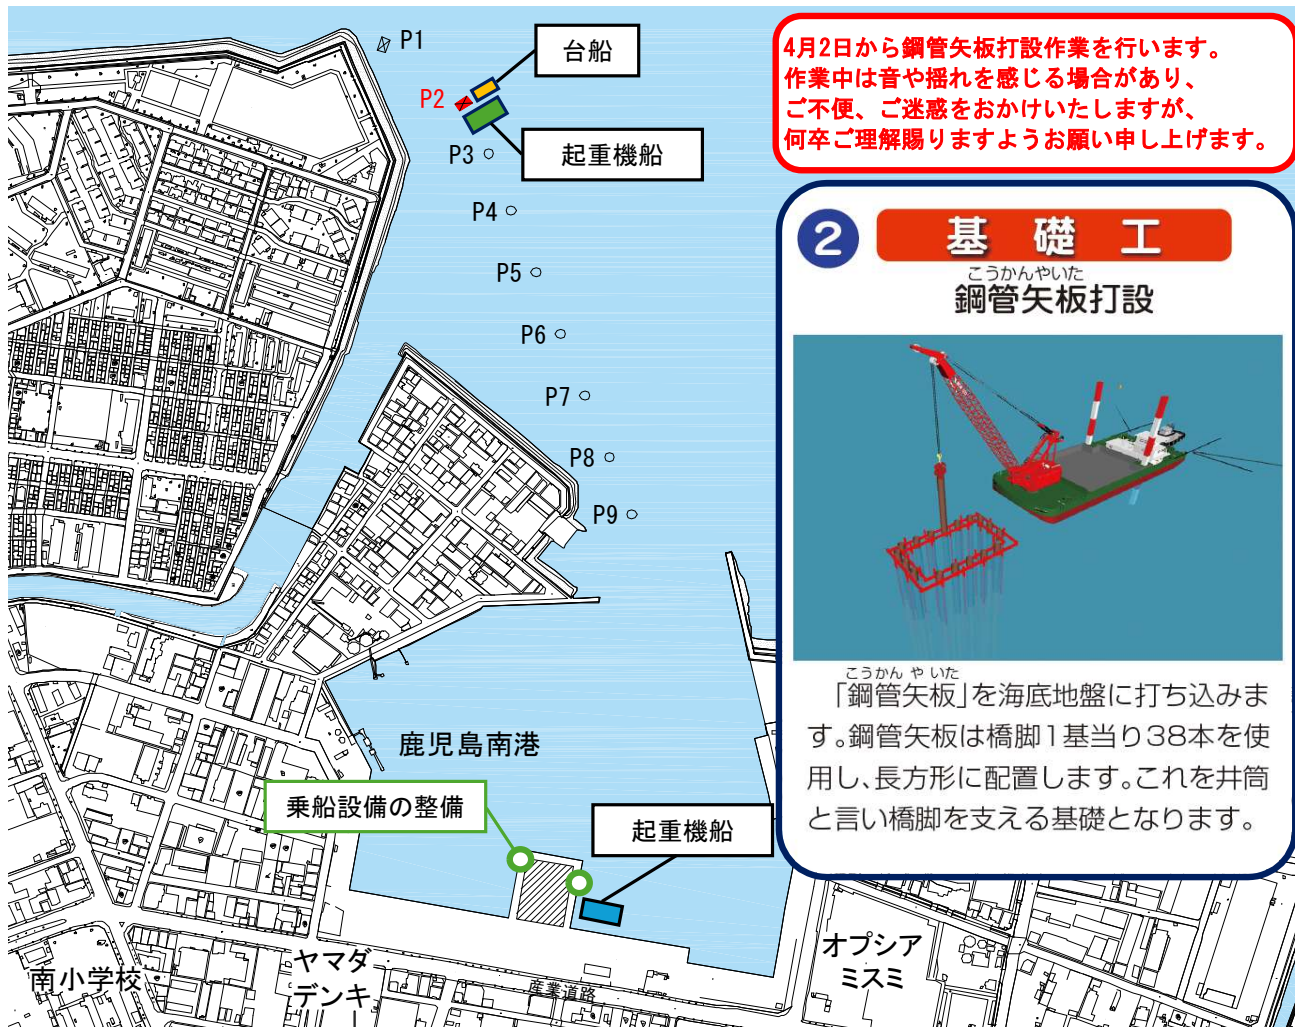 4月2日から鋼管矢板打設作業を行います。
作業中は音や揺れを感じる場合があり、
ご不便、ご迷惑をおかけいたしますが、
何卒ご理解賜りますようお願い申し上げます。
P1
台船
P2
起重機船
P3
P4
P5
P6
P7
P8
P9
2
基礎工
こうかんやいた
鋼管矢板打設
こうかんやいた
「鋼管矢板」を海底地盤に打ち込みま
す。鋼管矢板は橋脚1基当り38本を使
用し、長方形に配置します。これを井筒
と言い橋脚を支える基礎となります。
鹿児島南港
乗船設備の整備
起重機船
南小学校
ヤマダ
デンキ
産業道路
オプシア
ミスミ